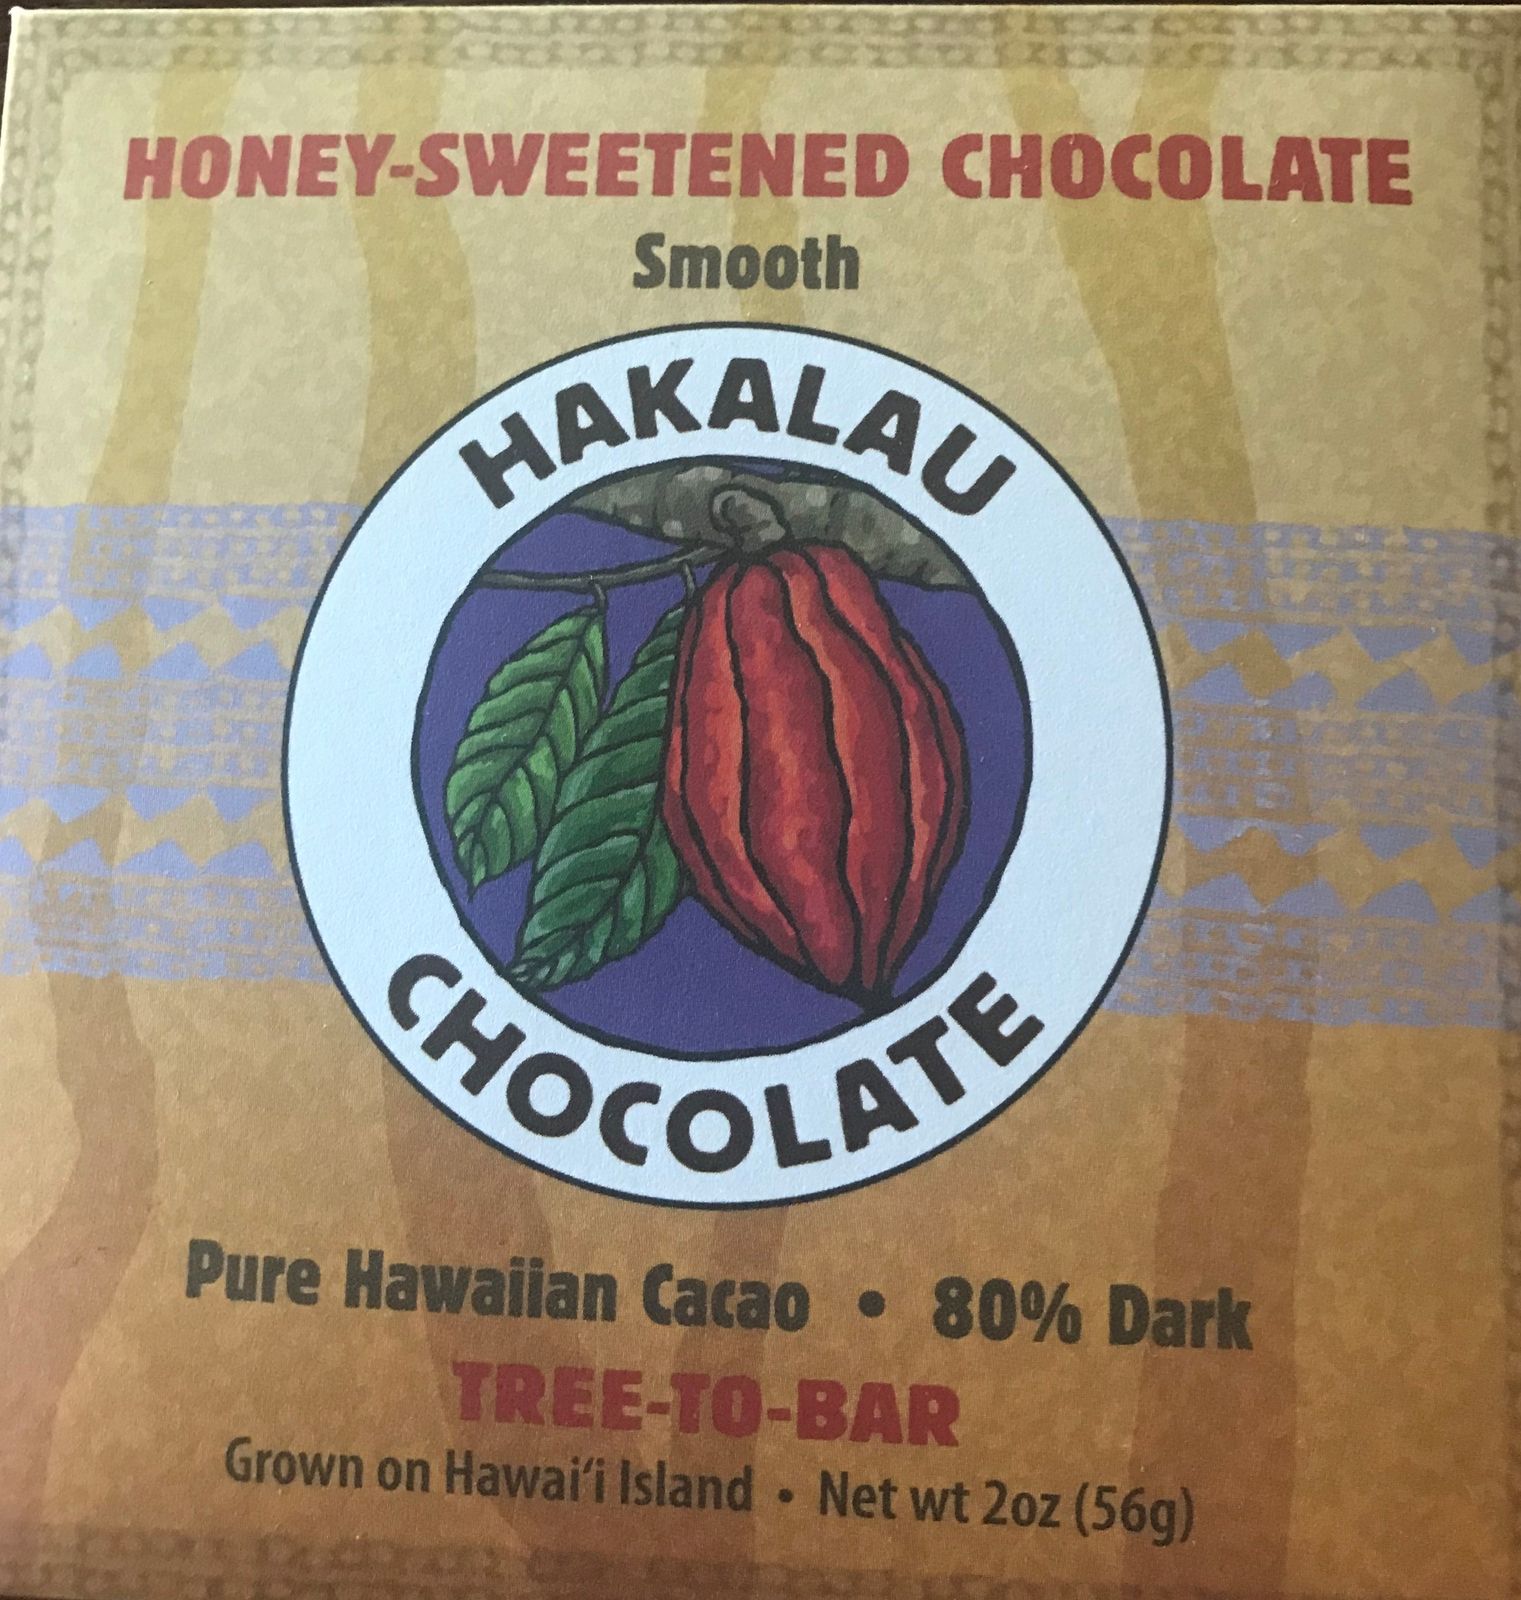 HONEY-SWEETENED CHOCOLATE
Smooth
HAKALAU
CHOCOLATE
Pure Hawaiian Cacao • 80% Dark
TREE-TO-BAR
Grown on Hawaiʻi Island • Net wt 2oz (56g)